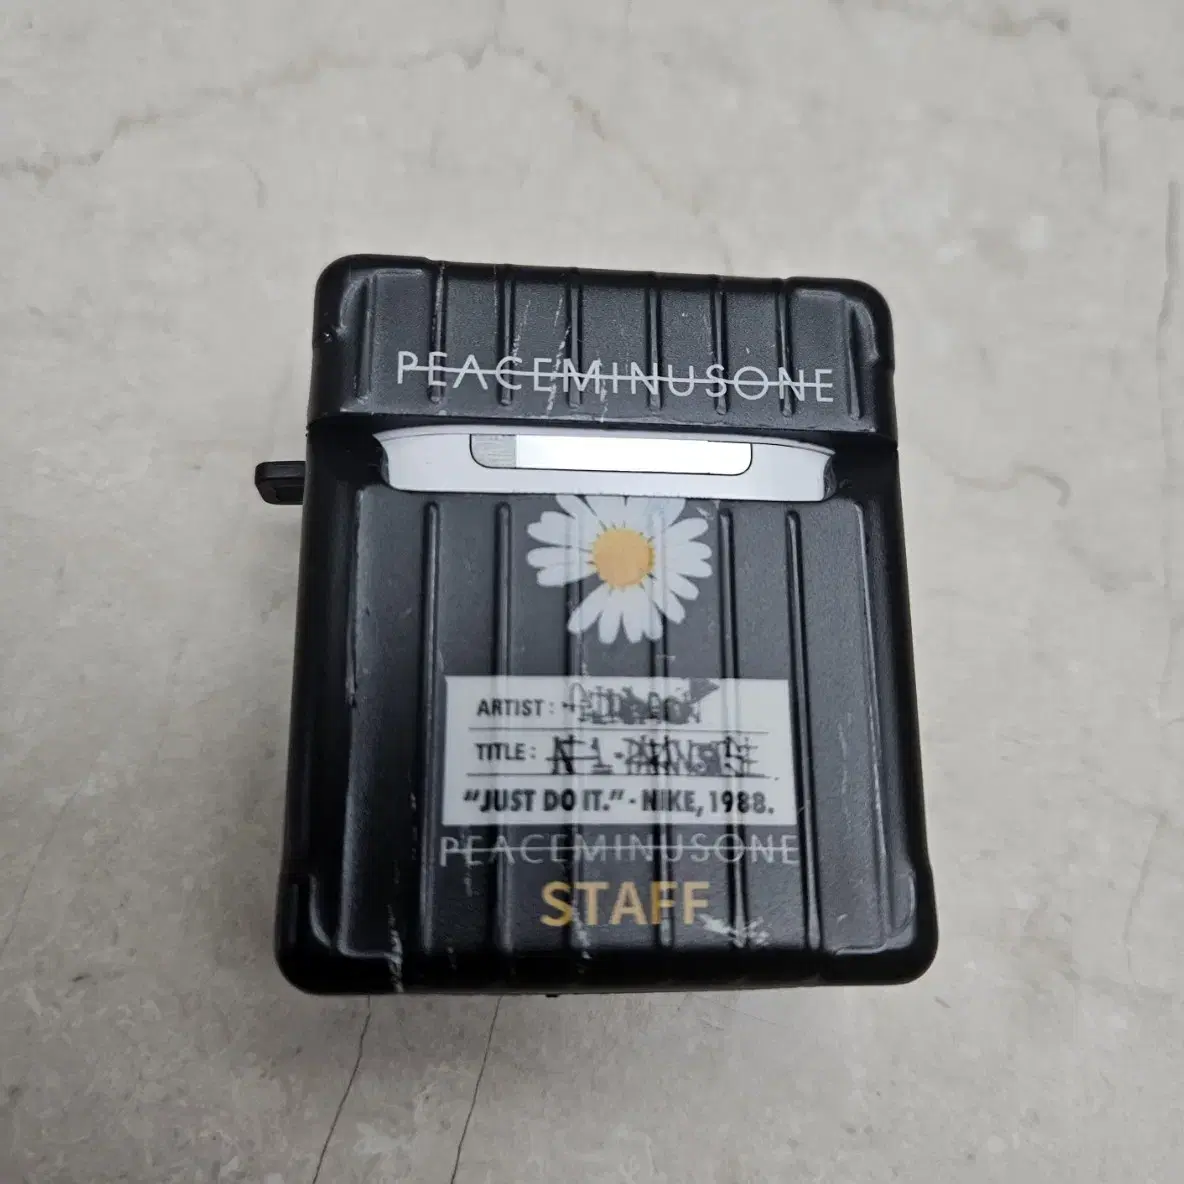 PEACEMINUSONE
ARTIST:
TITLE:
"JUST DO IT." - NIKE, 1988.
PEACEMINUSONE
STAFF